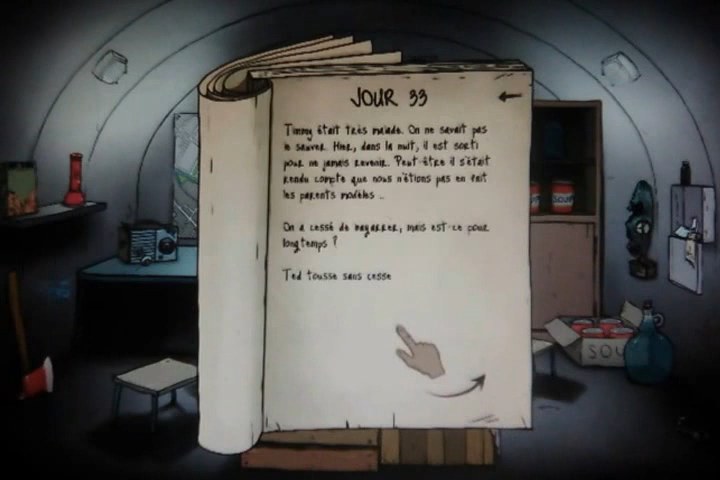 JOUR 33
Timmy était très malade. On ne savait pas
le sauver. Hier, dans la nuit, il est sorti
pour ne jamais revenir. Peut-être il s'était
rendu compte que nous n'étions pas en fait
les parents modèles ..
On a cessé de bagarrer, mais est-ce pour
longtemps ?
Ted tousse sans cesse
SOUP
SOU